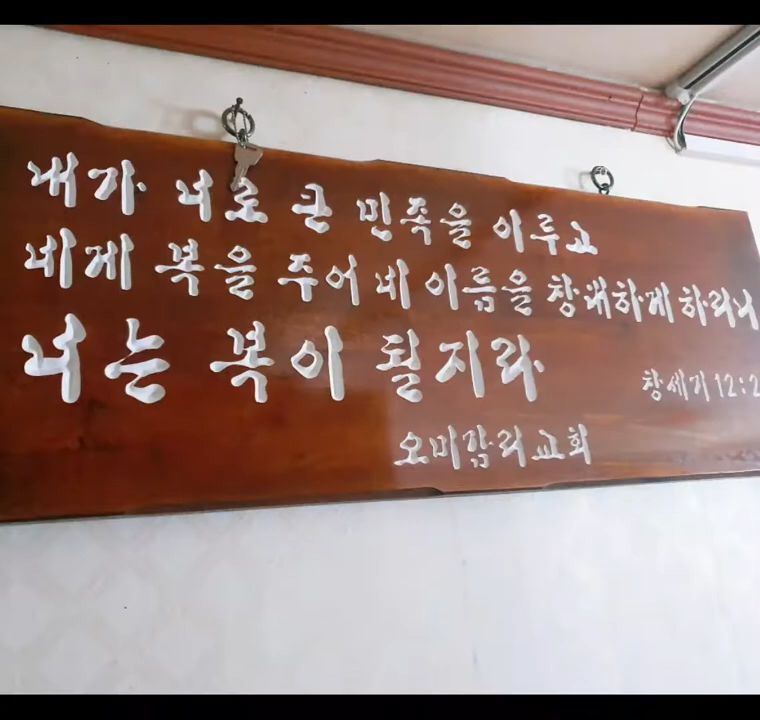 내가 너로 큰 민족을 이루고
네게 복을 주어 네 이름을 창대하게 하리니
너는 복이 될지라
창세기 12:2
오미감리교회